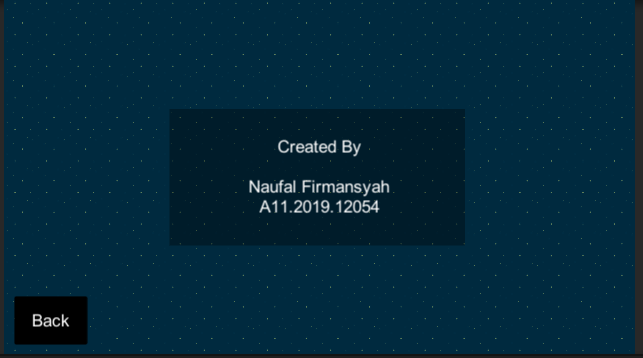 Created By
Naufal Firmansyah
A11.2019.12054
Back